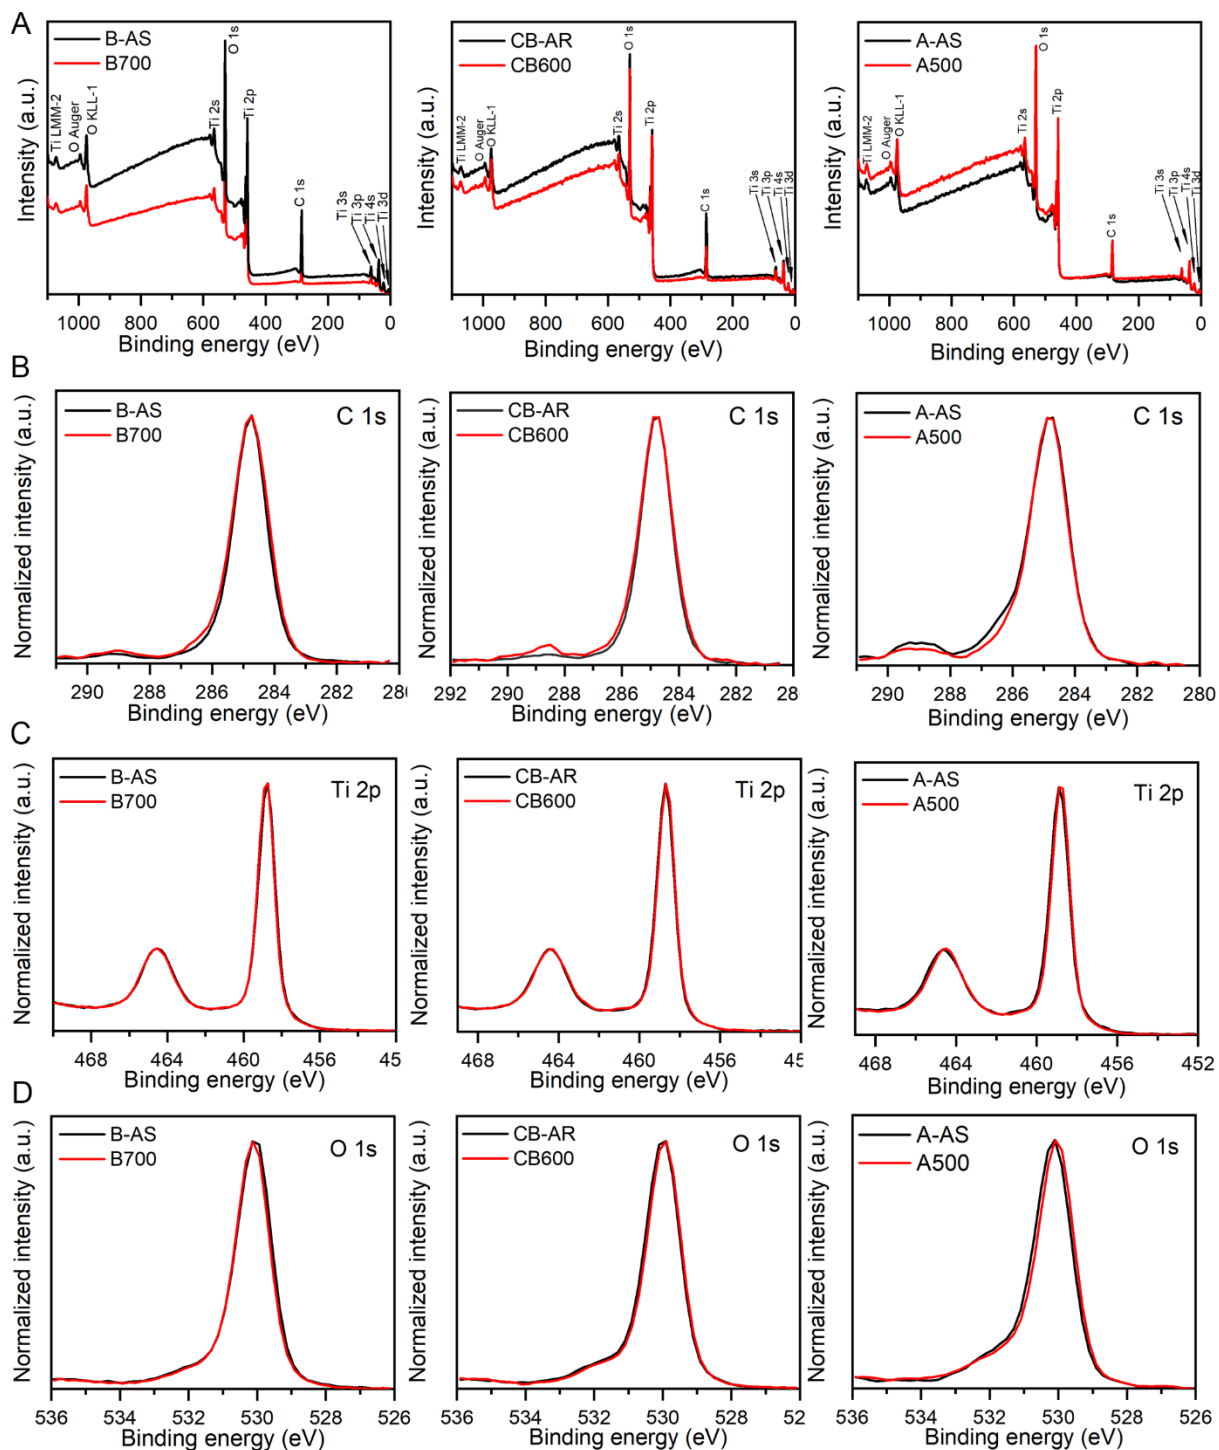 A
B-AS
B700
O 1s
Ti LMM-2
O Auger
O KLL-1
Ti 2s
Ti 2p
C 1s
Ti 3s
Ti 3p
Ti 4s
Ti 3d
Intensity (a.u.)
1000 800 600 400 200 0
Binding energy (eV)
CB-AR
CB600
O 1s
Ti LMM-2
O Auger
O KLL-1
Ti 2s
Ti 2p
C 1s
Ti 3s
Ti 3p
Ti 4s
Ti 3d
Intensity (a.u.)
1000 800 600 400 200 0
Binding energy (eV)
A-AS
A500
O 1s
Ti LMM-2
O Auger
O KLL-1
Ti 2s
Ti 2p
C 1s
Ti 3s
Ti 3p
Ti 4s
Ti 3d
Intensity (a.u.)
1000 800 600 400 200 0
Binding energy (eV)
B
B-AS
B700
C 1s
Normalized intensity (a.u.)
290 288 286 284 282 28
Binding energy (eV)
CB-AR
CB600
C 1s
Normalized intensity (a.u.)
292 290 288 286 284 282 28
Binding energy (eV)
A-AS
A500
C 1s
Normalized intensity (a.u.)
290 288 286 284 282 280
Binding energy (eV)
C
B-AS
B700
Ti 2p
Normalized intensity (a.u.)
468 464 460 456 45
Binding energy (eV)
CB-AR
CB600
Ti 2p
Normalized intensity (a.u.)
468 464 460 456 45
Binding energy (eV)
A-AS
A500
Ti 2p
Normalized intensity (a.u.)
468 464 460 456 452
Binding energy (eV)
D
B-AS
B700
O 1s
Normalized intensity (a.u.)
536 534 532 530 528 526
Binding energy (eV)
CB-AR
CB600
O 1s
Normalized intensity (a.u.)
536 534 532 530 528 52
Binding energy (eV)
A-AS
A500
O 1s
Normalized intensity (a.u.)
536 534 532 530 528 526
Binding energy (eV)